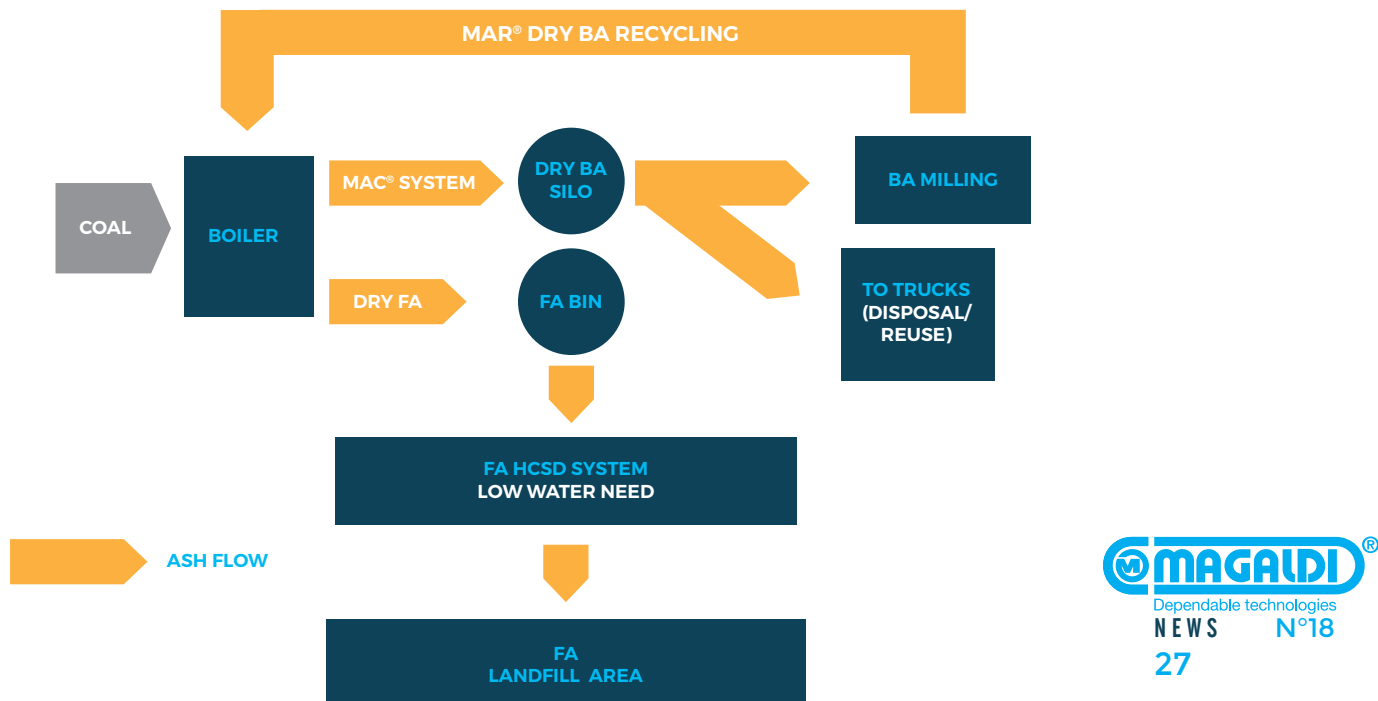 MAR® DRY BA RECYCLING
COAL
BOILER
MAC® SYSTEM
DRY BA
SILO
BA MILLING
DRY FA
FA BIN
TO TRUCKS
(DISPOSAL/
REUSE)
FA HCSD SYSTEM
LOW WATER NEED
ASH FLOW
FA
LANDFILL AREA
M MAGALDI®
Dependable technologies
NEWS N°18
27